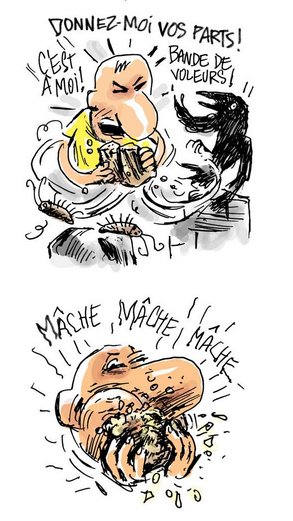 DONNEZ-MOI VOS PARTS!
C'EST
À MOI!
BANDE DE
VOLEURS!
MÂCHE, MÂCHE, MÂCHE